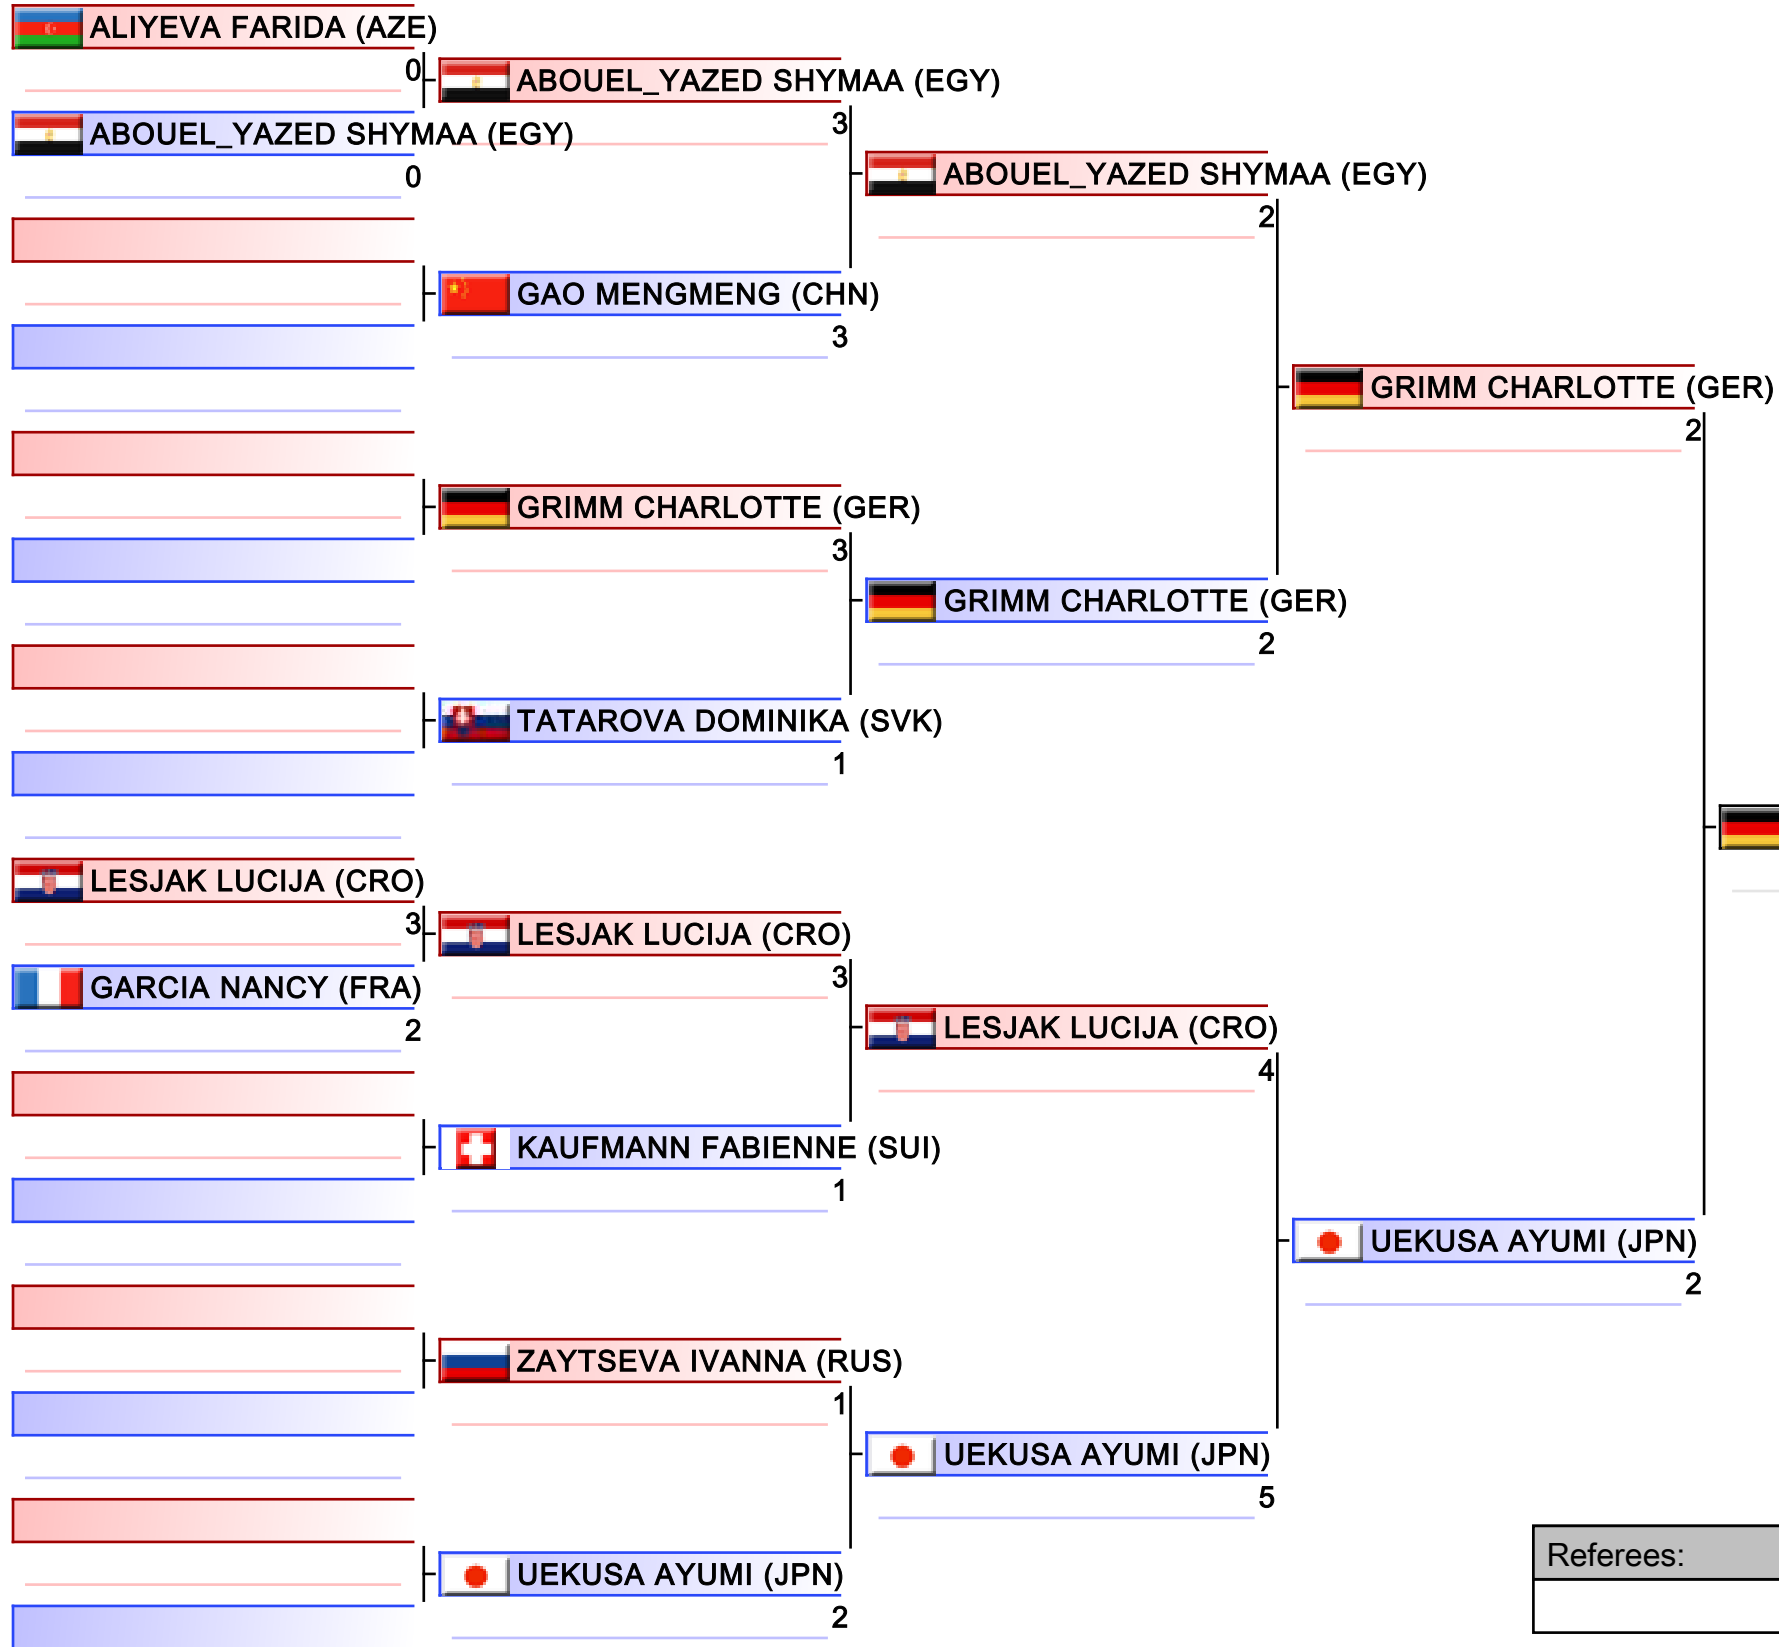 ALIYEVA FARIDA (AZE)
0
ABOUEL_YAZED SHYMAA (EGY)
3
ABOUEL_YAZED SHYMAA (EGY)
0
ABOUEL_YAZED SHYMAA (EGY)
2
GAO MENGMENG (CHN)
3
GRIMM CHARLOTTE (GER)
2
GRIMM CHARLOTTE (GER)
3
GRIMM CHARLOTTE (GER)
2
TATAROVA DOMINIKA (SVK)
1
LESJAK LUCIJA (CRO)
3
LESJAK LUCIJA (CRO)
3
GARCIA NANCY (FRA)
2
LESJAK LUCIJA (CRO)
4
KAUFMANN FABIENNE (SUI)
1
UEKUSA AYUMI (JPN)
2
ZAYTSEVA IVANNA (RUS)
1
UEKUSA AYUMI (JPN)
5
UEKUSA AYUMI (JPN)
2
Referees: